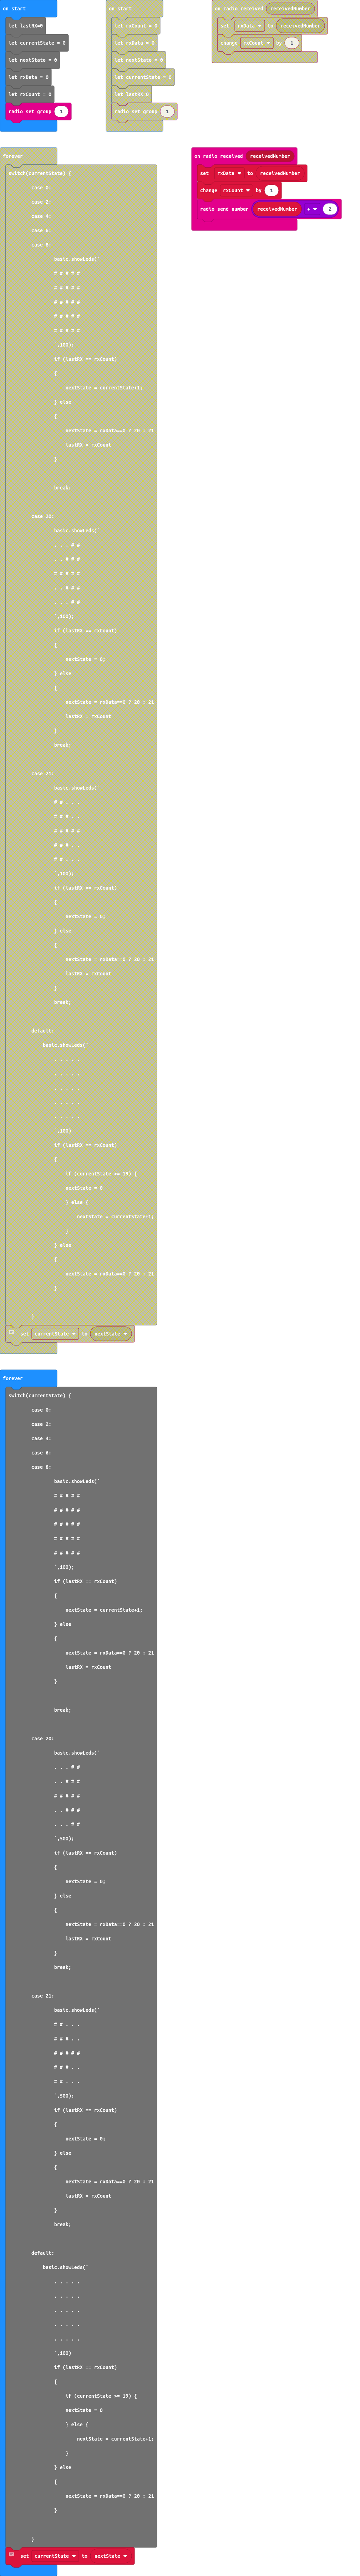 on start
let lastRX=0
let currentState = 0
let nextState = 0
let rxData = 0
let rxCount = 0
radio set group 1
on start
let rxCount = 0
let rxData = 0
let nextState = 0
let currentState = 0
let lastRX=0
radio set group 1
on radio received receivedNumber
set rxData to receivedNumber
change rxCount by 1
forever
switch(currentState) {
case 0:
case 2:
case 4:
case 6:
case 8:
basic.showLeds(`
# # # # #
# # # # #
# # # # #
# # # # #
# # # # #
`,100);
if (lastRX == rxCount)
{
nextState = currentState+1;
} else
{
nextState = rxData==0 ? 20 : 21
lastRX = rxCount
}
break;
case 20:
basic.showLeds(`
. . . # #
. . # # #
# # # # #
. . # # #
. . . # #
`,100);
if (lastRX == rxCount)
{
nextState = 0;
} else
{
nextState = rxData==0 ? 20 : 21
lastRX = rxCount
}
break;
case 21:
basic.showLeds(`
# # . . .
# # # . .
# # # # #
# # # . .
# # . . .
`,100);
if (lastRX == rxCount)
{
nextState = 0;
} else
{
nextState = rxData==0 ? 20 : 21
lastRX = rxCount
}
break;
default:
basic.showLeds(`
. . . . .
. . . . .
. . . . .
. . . . .
. . . . .
`,100)
if (lastRX == rxCount)
{
if (currentState == 19) {
nextState = 0
} else {
nextState = currentState+1;
}
} else
{
nextState = rxData==0 ? 20 : 21
}
}
set currentState to nextState
on radio received receivedNumber
set rxData to receivedNumber
change rxCount by 1
radio send number receivedNumber + 2
forever
switch(currentState) {
case 0:
case 2:
case 4:
case 6:
case 8:
basic.showLeds(`
# # # # #
# # # # #
# # # # #
# # # # #
# # # # #
`,100);
if (lastRX == rxCount)
{
nextState = currentState+1;
} else
{
nextState = rxData==0 ? 20 : 21
lastRX = rxCount
}
break;
case 20:
basic.showLeds(`
. . . # #
. . # # #
# # # # #
. . # # #
. . . # #
`,500);
if (lastRX == rxCount)
{
nextState = 0;
} else
{
nextState = rxData==0 ? 20 : 21
lastRX = rxCount
}
break;
case 21:
basic.showLeds(`
# # . . .
# # # . .
# # # # #
# # # . .
# # . . .
`,500);
if (lastRX == rxCount)
{
nextState = 0;
} else
{
nextState = rxData==0 ? 20 : 21
lastRX = rxCount
}
break;
default:
basic.showLeds(`
. . . . .
. . . . .
. . . . .
. . . . .
. . . . .
`,100)
if (lastRX == rxCount)
{
if (currentState == 19) {
nextState = 0
} else {
nextState = currentState+1;
}
} else
{
nextState = rxData==0 ? 20 : 21
}
}
set currentState to nextState